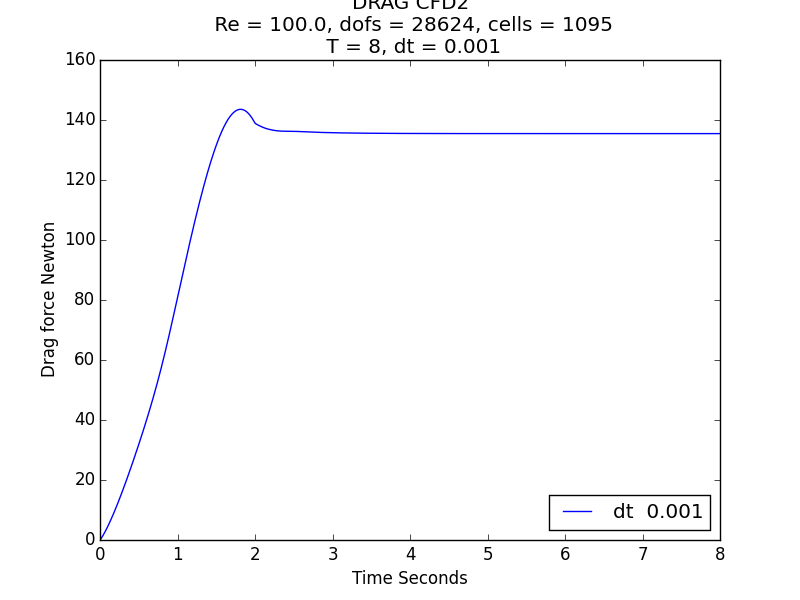 DRAG CFD2
Re = 100.0, dofs = 28624, cells = 1095
T = 8, dt = 0.001
160
140
120
100
80
60
40
20
0
Drag force Newton
0 1 2 3 4 5 6 7 8
Time Seconds
dt 0.001